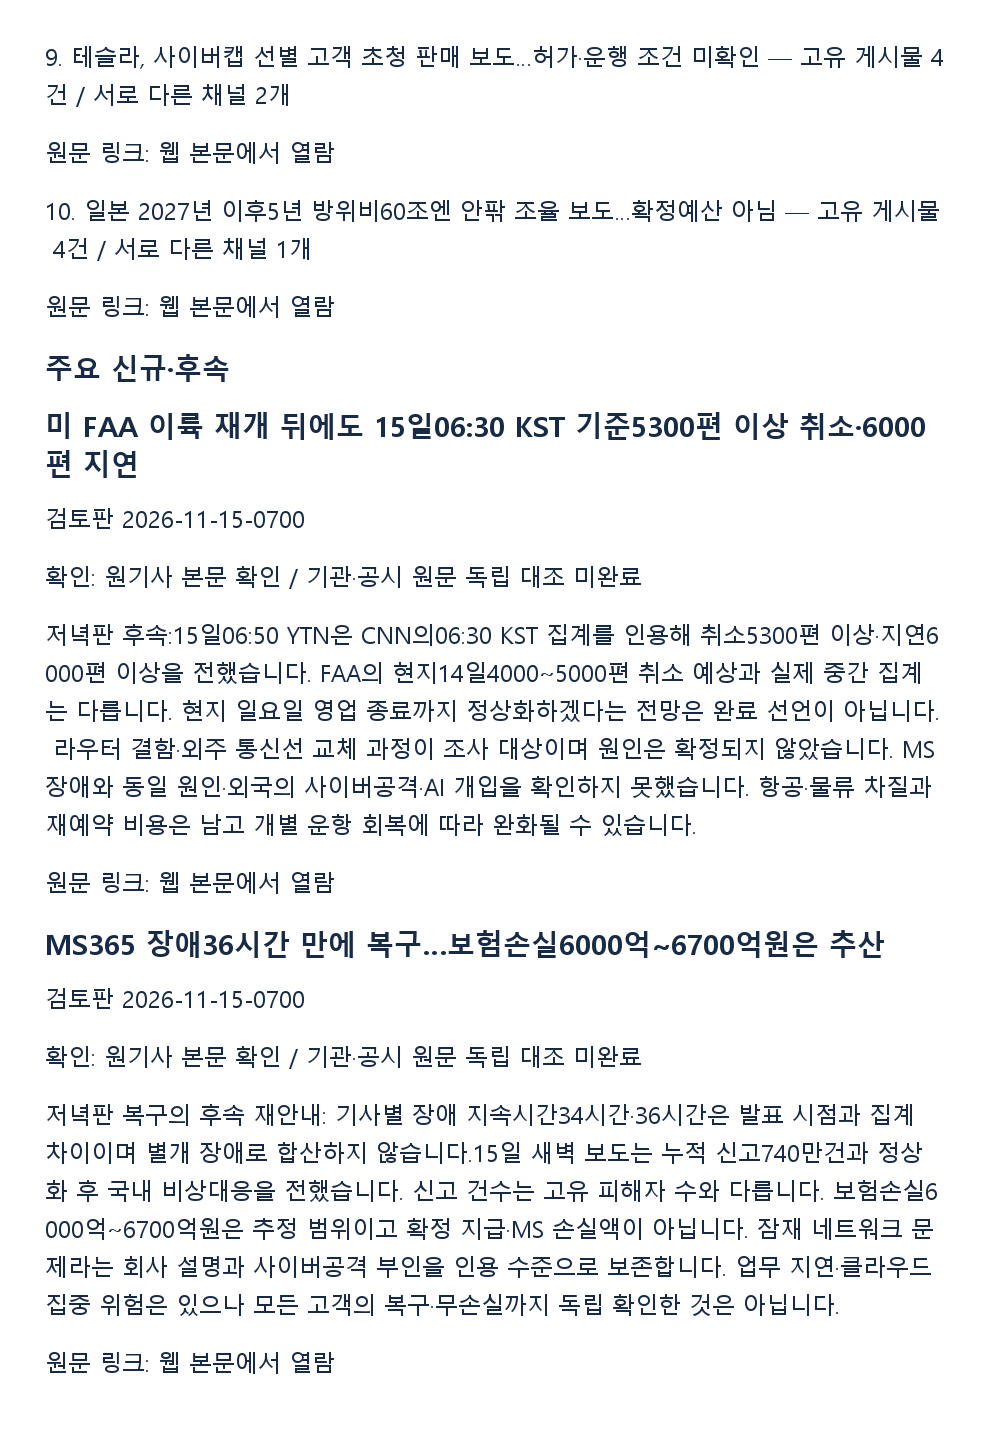 9. 테슬라, 사이버캡 선별 고객 초청 판매 보도…허가·운행 조건 미확인 — 고유 게시물 4
건 / 서로 다른 채널 2개
원문 링크: 웹 본문에서 열람
10. 일본 2027년 이후5년 방위비60조엔 안팎 조율 보도…확정예산 아님 — 고유 게시물
4건 / 서로 다른 채널 1개
원문 링크: 웹 본문에서 열람
주요 신규·후속
미 FAA 이륙 재개 뒤에도 15일06:30 KST 기준5300편 이상 취소·6000
편 지연
검토판 2026-11-15-0700
확인: 원기사 본문 확인 / 기관·공시 원문 독립 대조 미완료
저녁판 후속:15일06:50 YTN은 CNN의06:30 KST 집계를 인용해 취소5300편 이상·지연6
000편 이상을 전했습니다. FAA의 현지14일4000~5000편 취소 예상과 실제 중간 집계
는 다릅니다. 현지 일요일 영업 종료까지 정상화하겠다는 전망은 완료 선언이 아닙니다.
라우터 결함·외주 통신선 교체 과정이 조사 대상이며 원인은 확정되지 않았습니다. MS
장애와 동일 원인·외국의 사이버공격·AI 개입을 확인하지 못했습니다. 항공·물류 차질과
재예약 비용은 남고 개별 운항 회복에 따라 완화될 수 있습니다.
원문 링크: 웹 본문에서 열람
MS365 장애36시간 만에 복구…보험손실6000억~6700억원은 추산
검토판 2026-11-15-0700
확인: 원기사 본문 확인 / 기관·공시 원문 독립 대조 미완료
저녁판 복구의 후속 재안내: 기사별 장애 지속시간34시간·36시간은 발표 시점과 집계
차이이며 별개 장애로 합산하지 않습니다.15일 새벽 보도는 누적 신고740만건과 정상
화 후 국내 비상대응을 전했습니다. 신고 건수는 고유 피해자 수와 다릅니다. 보험손실6
000억~6700억원은 추정 범위이고 확정 지급·MS 손실액이 아닙니다. 잠재 네트워크 문
제라는 회사 설명과 사이버공격 부인을 인용 수준으로 보존합니다. 업무 지연·클라우드
집중 위험은 있으나 모든 고객의 복구·무손실까지 독립 확인한 것은 아닙니다.
원문 링크: 웹 본문에서 열람